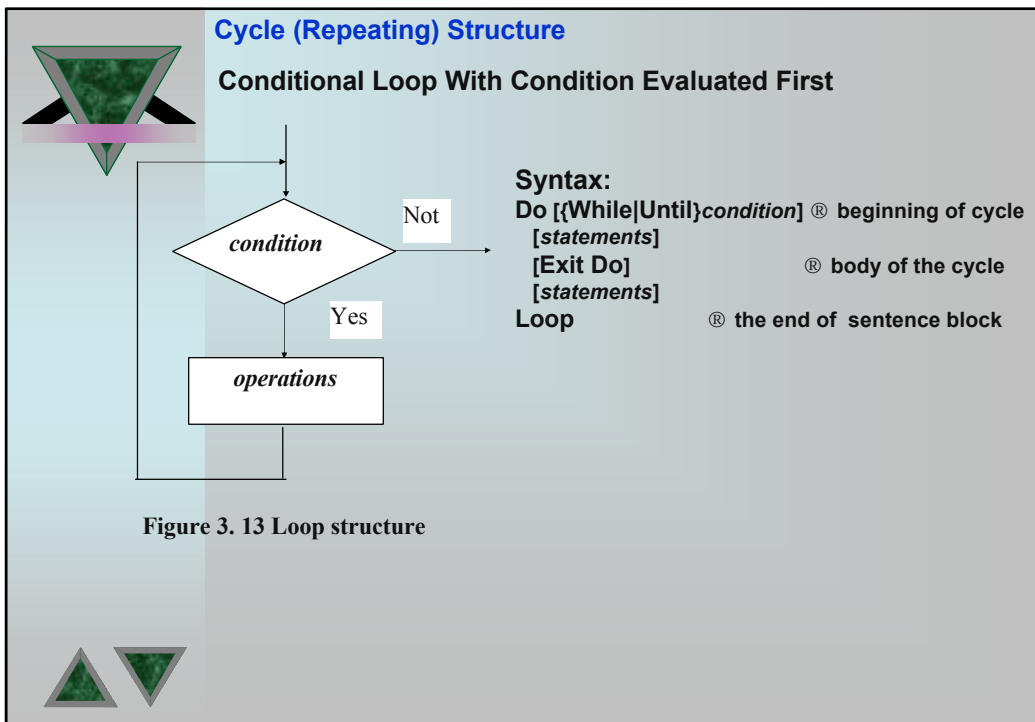 Cycle (Repeating) Structure
Conditional Loop With Condition Evaluated First
condition
Not
Yes
operations
Figure 3. 13 Loop structure
Syntax:
Do [{While|Until}condition] ® beginning of cycle
[statements]
[Exit Do] ® body of the cycle
[statements]
Loop ® the end of sentence block